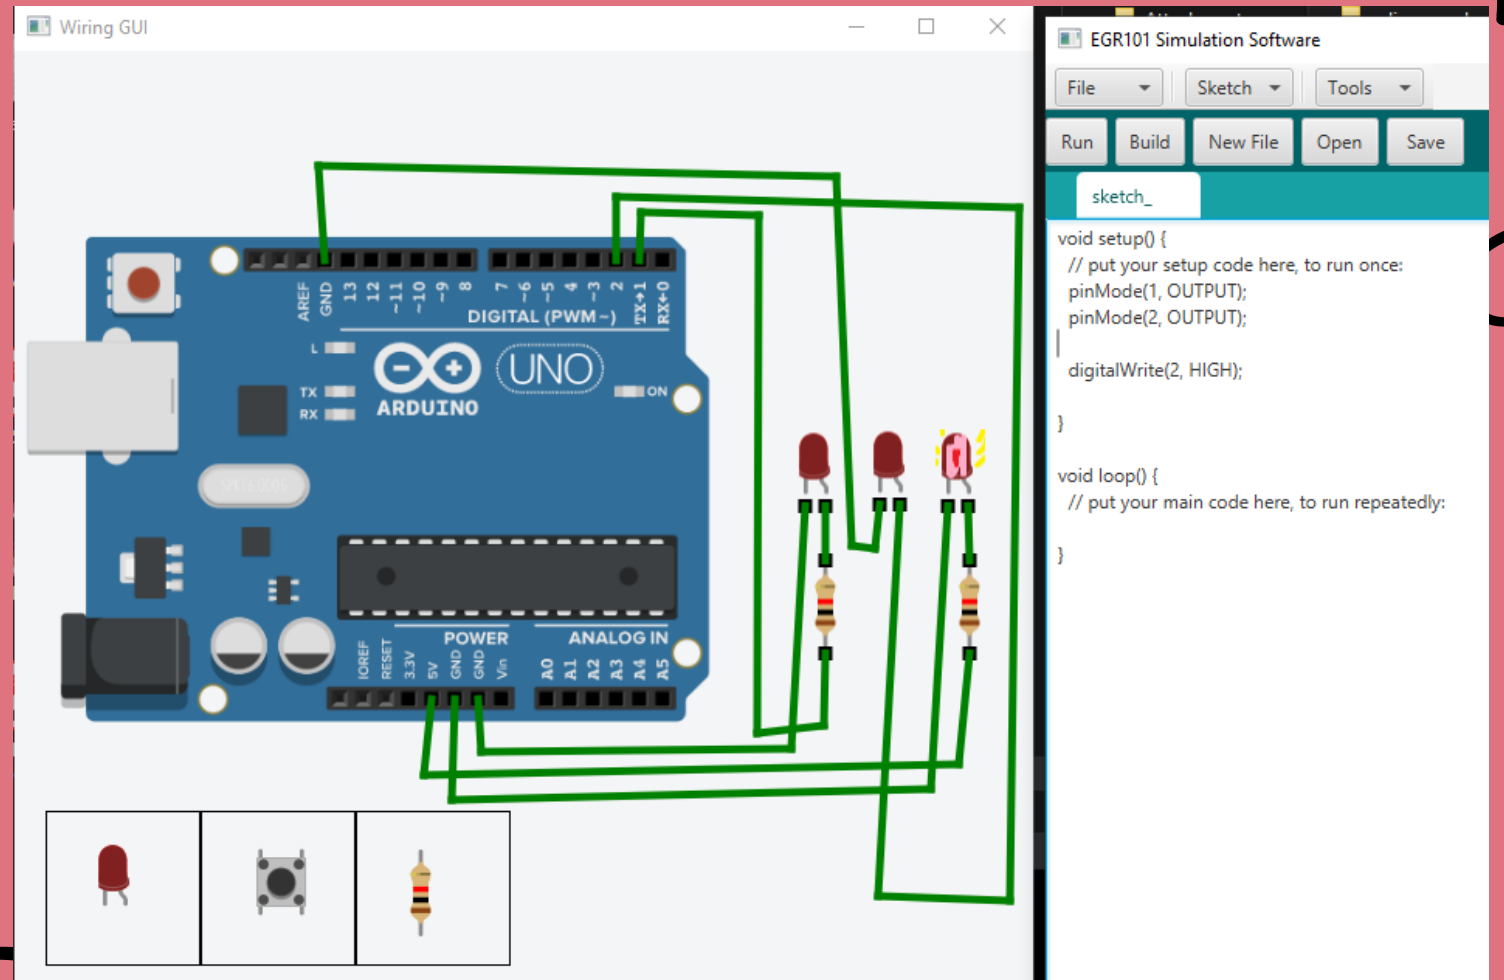 Wiring GUI
AREF
GND
13
12
~11
~10
~9
8
7
~6
~5
4
~3
2
TX→1
RX←0
DIGITAL (PWM~)
L
TX
RX
ARDUINO
UNO
ON
IOREF
RESET
3.3V
5V
GND
GND
Vin
POWER
ANALOG IN
A0
A1
A2
A3
A4
A5
EGR101 Simulation Software
File
Sketch
Tools
Run
Build
New File
Open
Save
sketch_
void setup() {
// put your setup code here, to run once:
pinMode(1, OUTPUT);
pinMode(2, OUTPUT);
digitalWrite(2, HIGH);
}
void loop() {
// put your main code here, to run repeatedly:
}